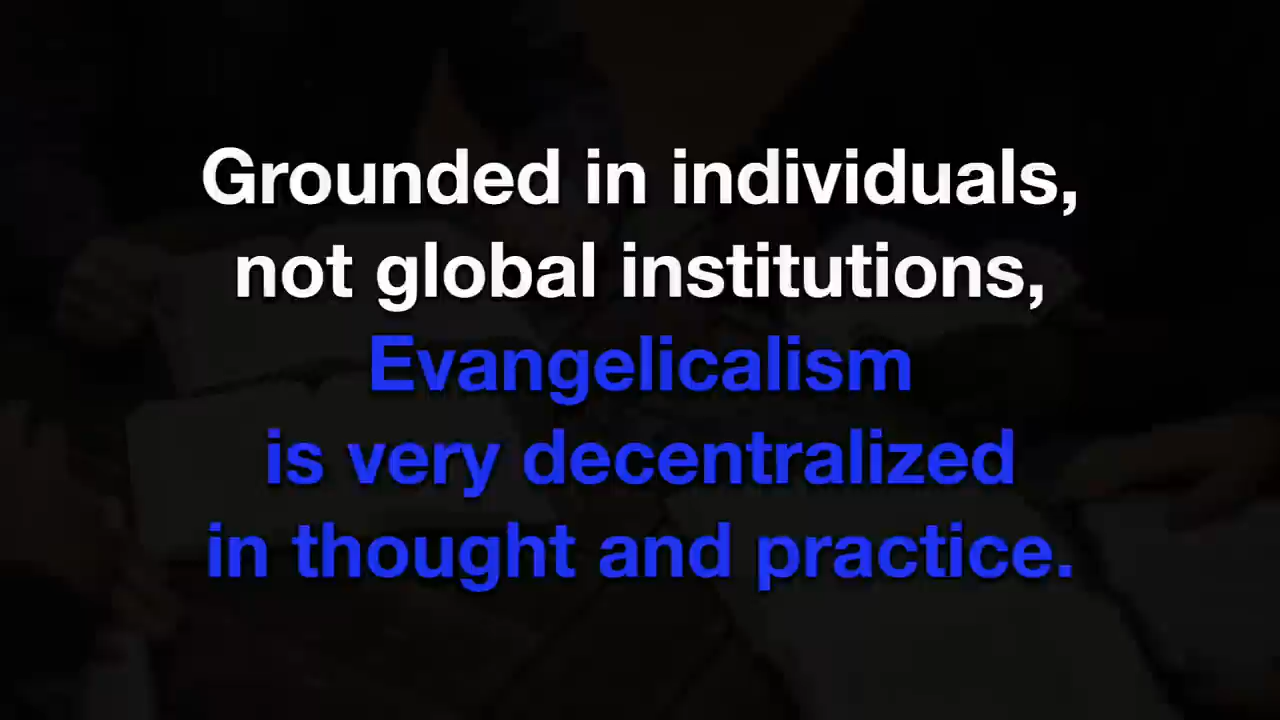 Grounded in individuals,
not global institutions,
Evangelicalism
is very decentralized
in thought and practice.